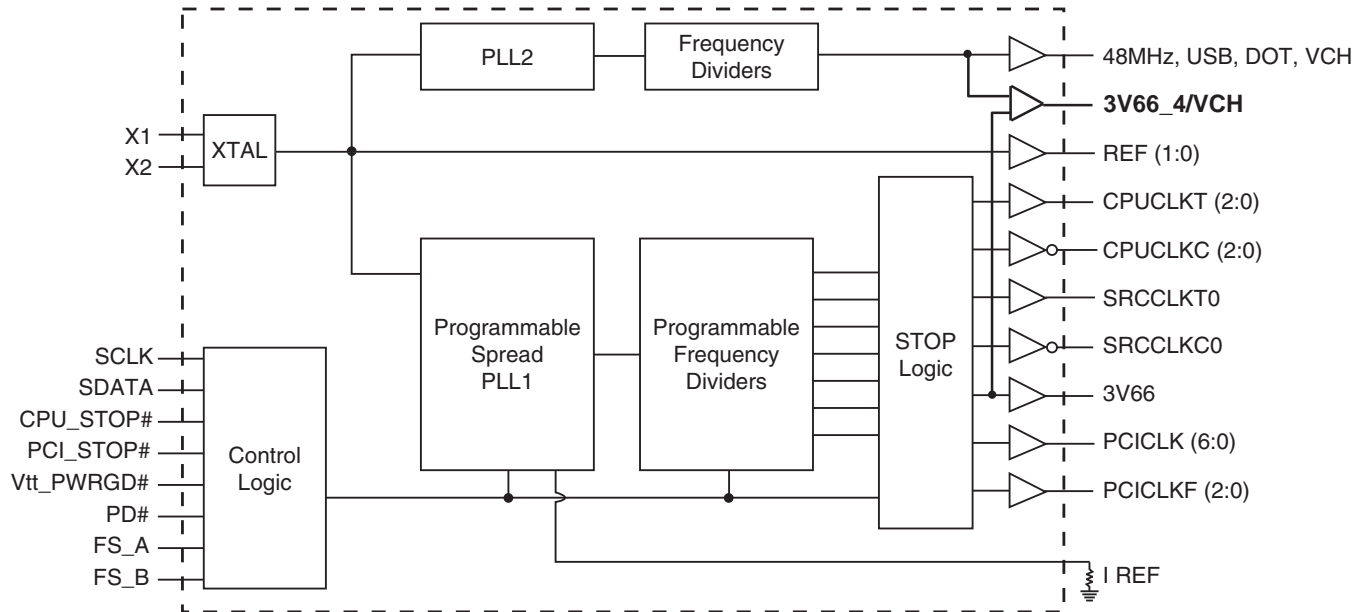 PLL2
Frequency
Dividers
48MHz, USB, DOT, VCH
3V66_4/VCH
X1
X2
XTAL
REF (1:0)
CPUCLKT (2:0)
CPUCLKC (2:0)
SRCCLKT0
SRCCLKC0
3V66
PCICLK (6:0)
PCICLKF (2:0)
I REF
Programmable
Spread
PLL1
Programmable
Frequency
Dividers
STOP
Logic
SCLK
SDATA
CPU_STOP#
PCI_STOP#
Vtt_PWRGD#
PD#
FS_A
FS_B
Control
Logic